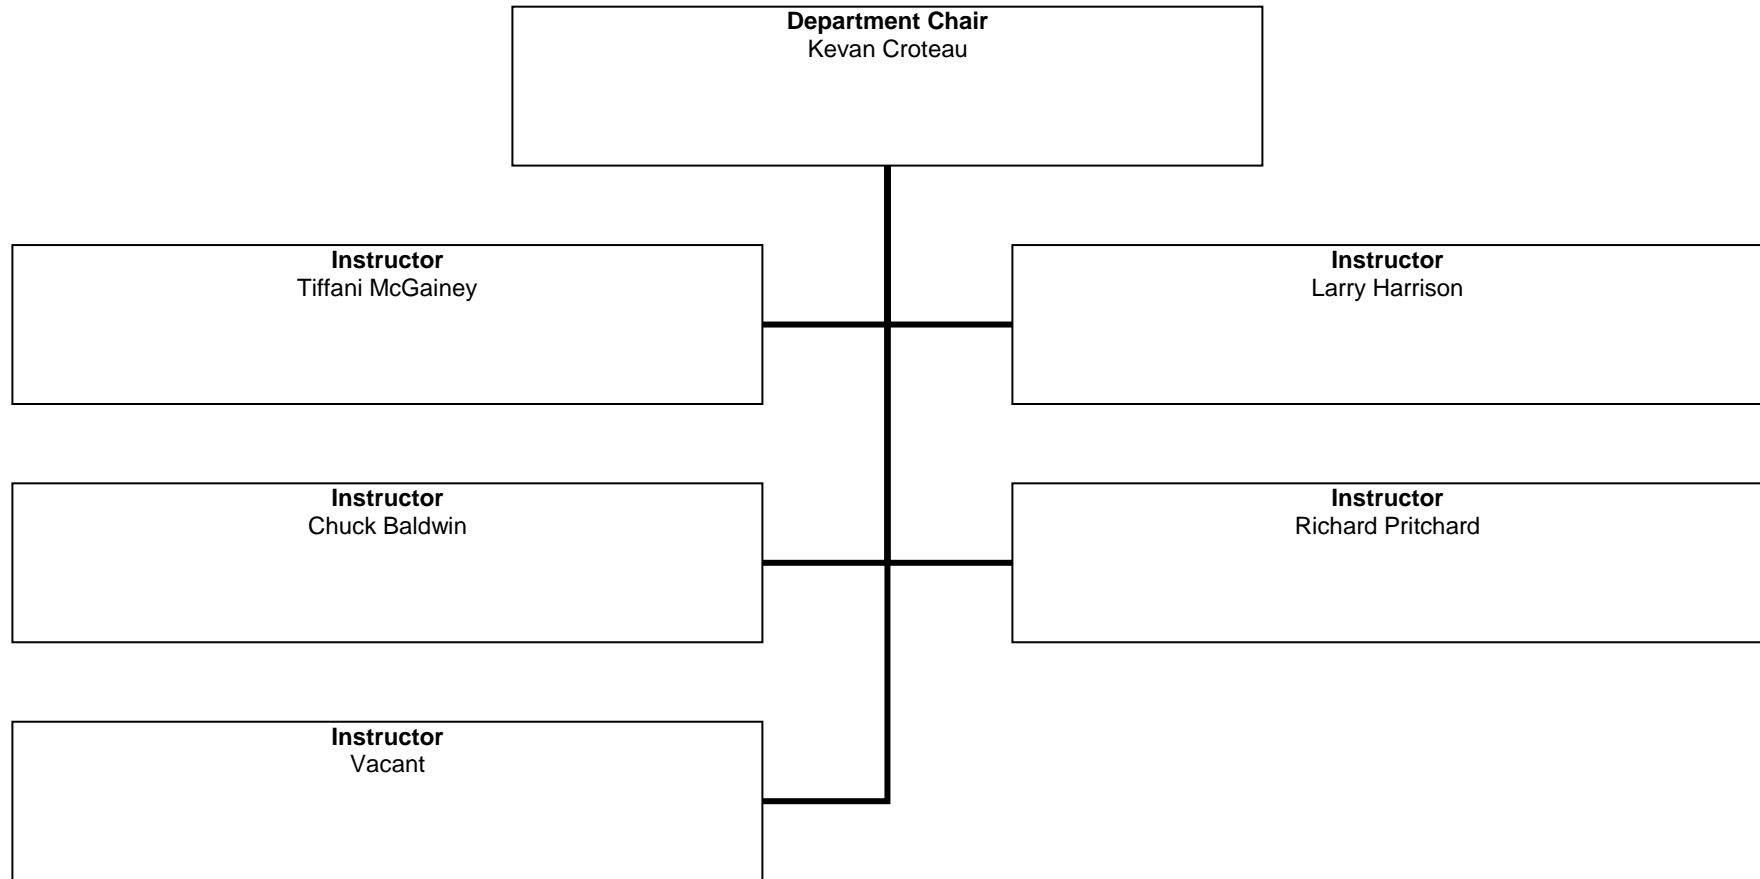 Department Chair
Kevan Croteau
Instructor
Tiffani McGainey
Instructor
Larry Harrison
Instructor
Chuck Baldwin
Instructor
Richard Pritchard
Instructor
Vacant